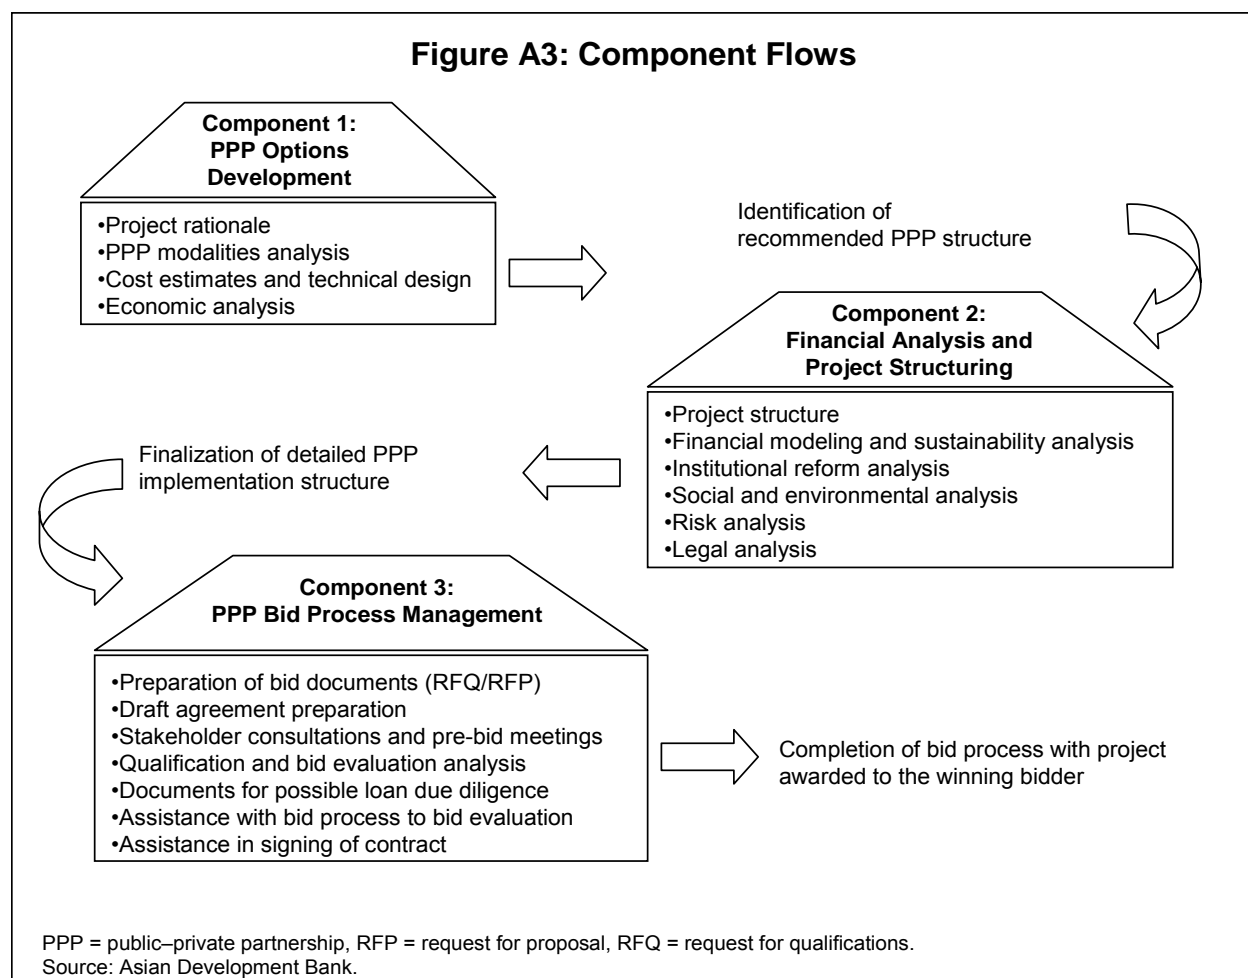 Figure A3: Component Flows
Component 1:
PPP Options
Development
•Project rationale
•PPP modalities analysis
•Cost estimates and technical design
•Economic analysis
Identification of
recommended PPP structure
Component 2:
Financial Analysis and
Project Structuring
•Project structure
•Financial modeling and sustainability analysis
•Institutional reform analysis
•Social and environmental analysis
•Risk analysis
•Legal analysis
Finalization of detailed PPP
implementation structure
Component 3:
PPP Bid Process Management
•Preparation of bid documents (RFQ/RFP)
•Draft agreement preparation
•Stakeholder consultations and pre-bid meetings
•Qualification and bid evaluation analysis
•Documents for possible loan due diligence
•Assistance with bid process to bid evaluation
•Assistance in signing of contract
Completion of bid process with project
awarded to the winning bidder
PPP = public–private partnership, RFP = request for proposal, RFQ = request for qualifications.
Source: Asian Development Bank.